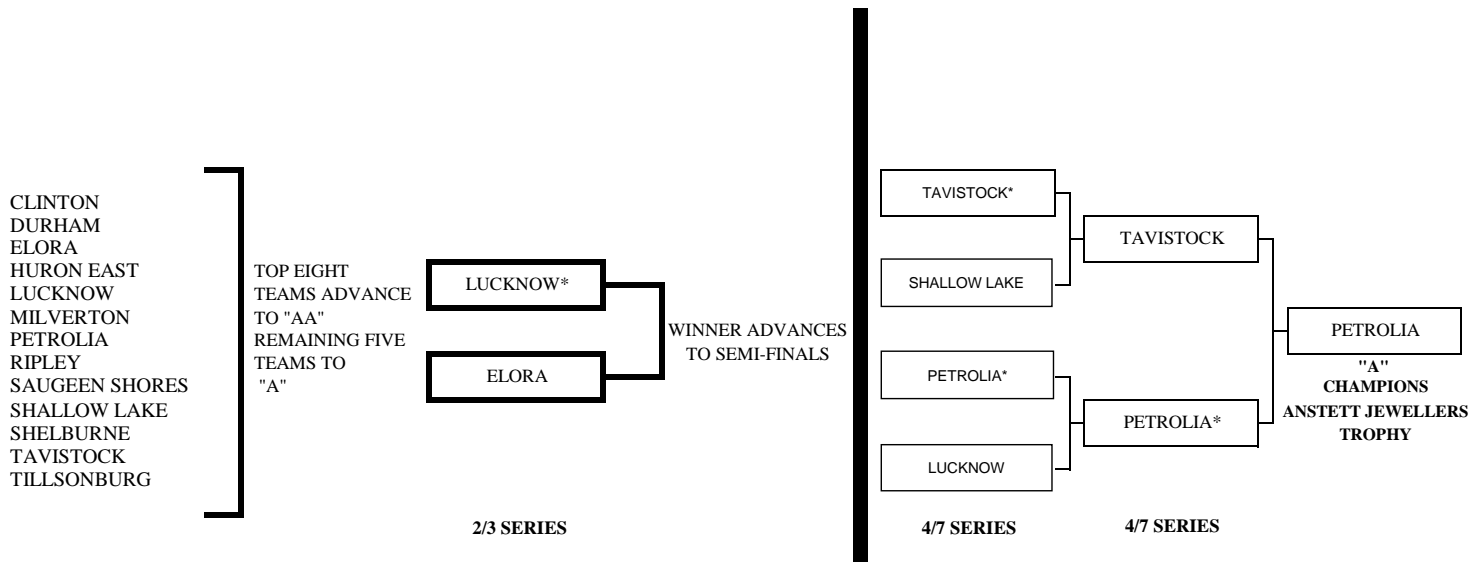 CLINTON
DURHAM
ELORA
HURON EAST
LUCKNOW
MILVERTON
PETROLIA
RIPLEY
SAUGEEN SHORES
SHALLOW LAKE
SHELBURNE
TAVISTOCK
TILLSONBURG
TOP EIGHT
TEAMS ADVANCE
TO "AA"
REMAINING FIVE
TEAMS TO
"A"
LUCKNOW*
ELORA
2/3 SERIES
WINNER ADVANCES
TO SEMI-FINALS
TAVISTOCK*
SHALLOW LAKE
PETROLIA*
LUCKNOW
4/7 SERIES
TAVISTOCK
PETROLIA*
4/7 SERIES
PETROLIA
"A"
CHAMPIONS
ANSTETT JEWELLERS
TROPHY